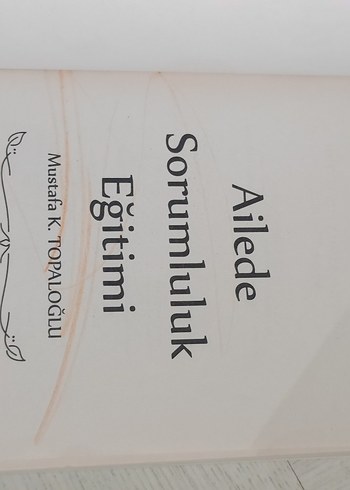 Ailede
Sorumluluk
Eğitimi
Mustafa K. TOPALOĞLU